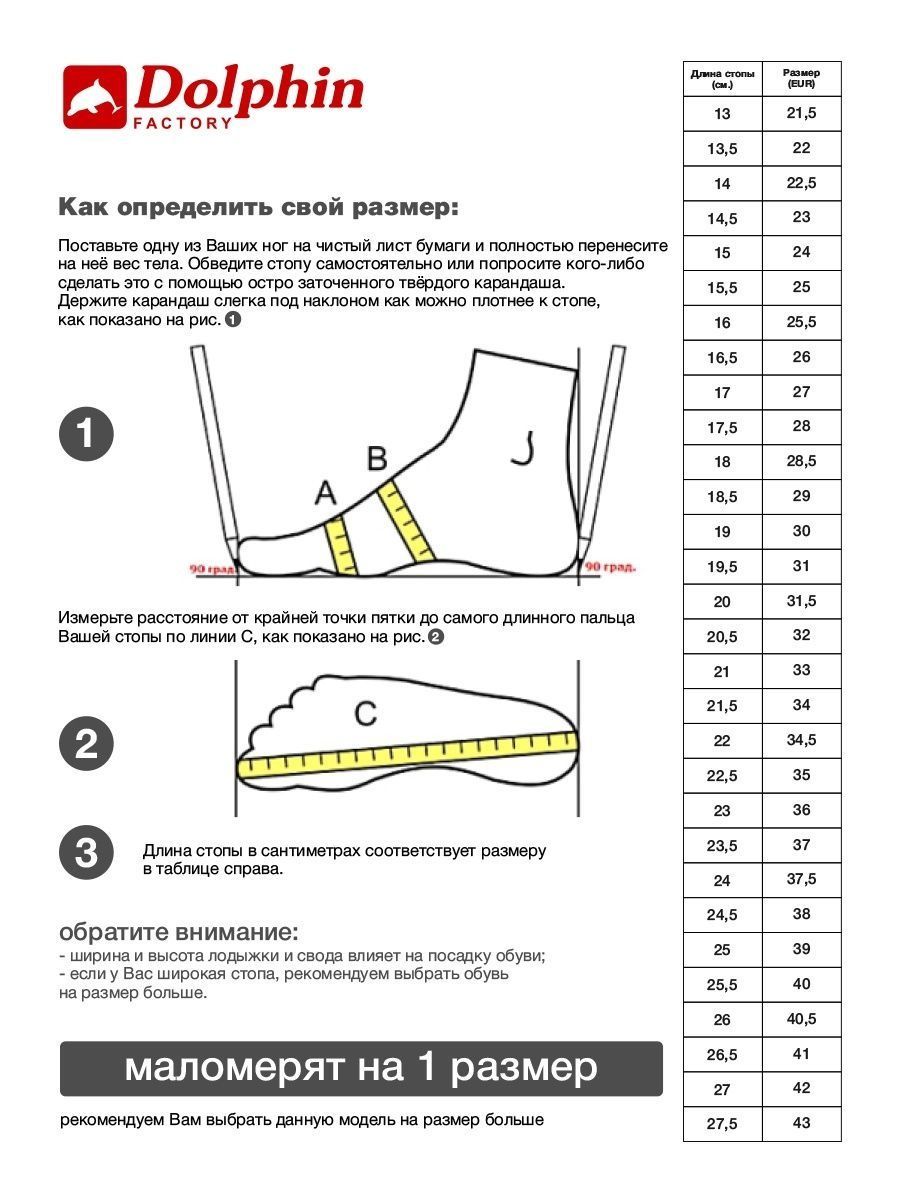 Dolphin
FACTORY
Как определить свой размер:
Поставьте одну из Ваших ног на чистый лист бумаги и полностью перенесите
на неё вес тела. Обведите стопу самостоятельно или попросите кого-либо
сделать это с помощью остро заточенного твёрдого карандаша.
Держите карандаш слегка под наклоном как можно плотнее к стопе,
как показано на рис. 1
1
A
B
90 град.
90 град.
Измерьте расстояние от крайней точки пятки до самого длинного пальца
Вашей стопы по линии С, как показано на рис. 2
2
C
3
Длина стопы в сантиметрах соответствует размеру
в таблице справа.
обратите внимание:
- ширина и высота лодыжки и свода влияет на посадку обуви;
- если у Вас широкая стопа, рекомендуем выбрать обувь
на размер больше.
маломерят на 1 размер
рекомендуем Вам выбрать данную модель на размер больше
Длина стопы Размер
(см.) (EUR)
13 21,5
13,5 22
14 22,5
14,5 23
15 24
15,5 25
16 25,5
16,5 26
17 27
17,5 28
18 28,5
18,5 29
19 30
19,5 31
20 31,5
20,5 32
21 33
21,5 34
22 34,5
22,5 35
23 36
23,5 37
24 37,5
24,5 38
25 39
25,5 40
26 40,5
26,5 41
27 42
27,5 43